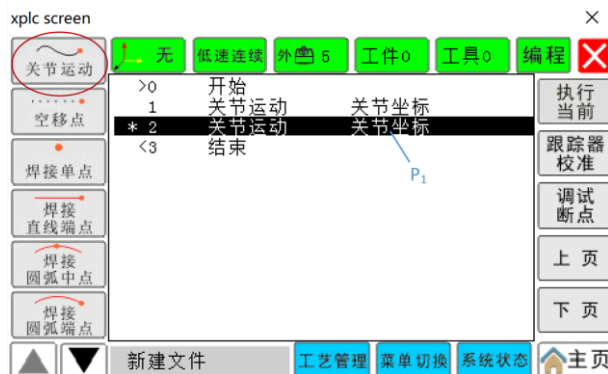 xplc screen
关节运动
空移点
焊接单点
焊接
直线端点
焊接
圆弧中点
焊接
圆弧端点
无
低速连续
外 5
工件0
工具0
编程
>0 开始
1 关节运动 关节坐标
* 2 关节运动 关节坐标
<3 结束
P1
执行
当前
跟踪器
校准
调试
断点
上 页
下 页
新建文件
工艺管理
菜单切换
系统状态
主页